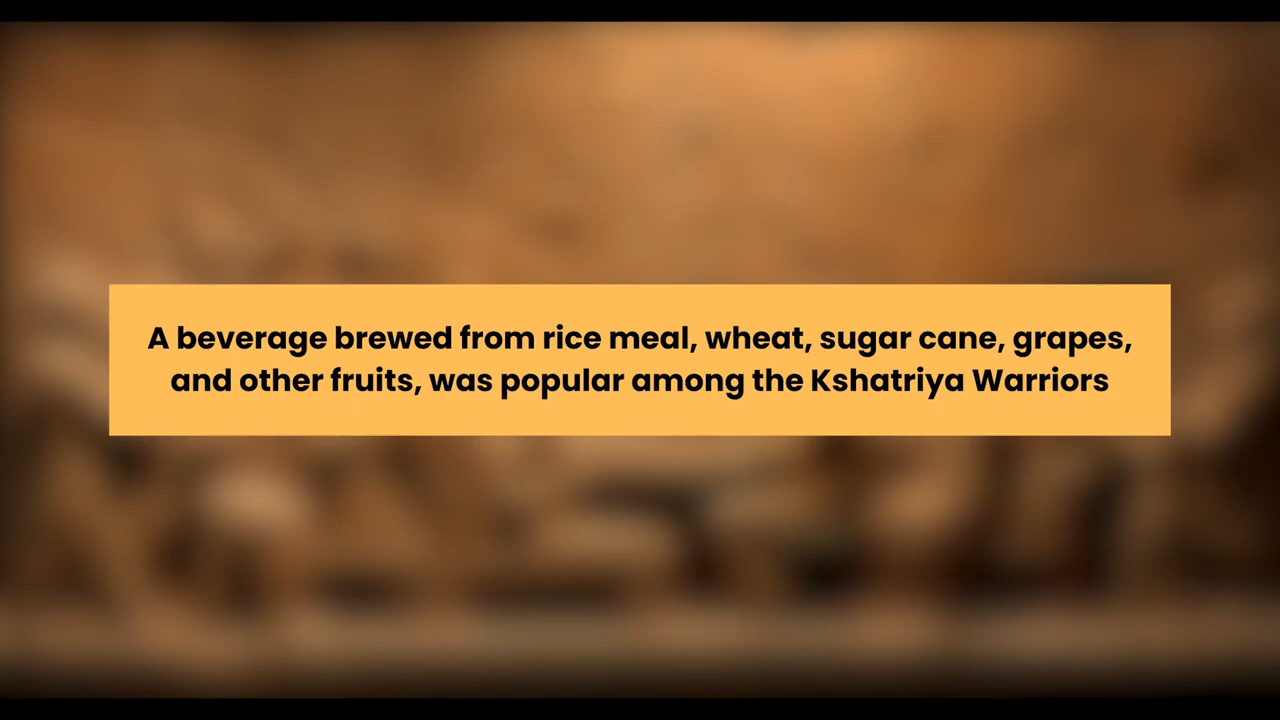 A beverage brewed from rice meal, wheat, sugar cane, grapes,
and other fruits, was popular among the Kshatriya Warriors